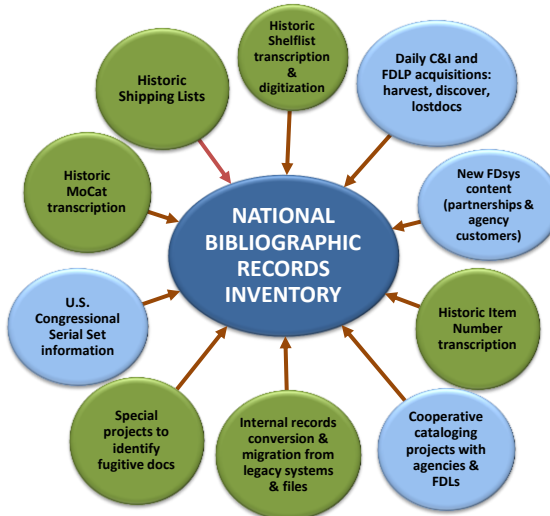 Historic
Shelflist
transcription
&
digitization
Daily C&I and
FDLP acquisitions:
harvest, discover,
lostdocs
Historic
Shipping Lists
New FDsys
content
(partnerships &
agency
customers)
Historic
MoCat
transcription
NATIONAL
BIBLIOGRAPHIC
RECORDS
INVENTORY
U.S.
Congressional
Serial Set
information
Historic Item
Number
transcription
Special
projects to
identify
fugitive docs
Internal records
conversion &
migration from
legacy systems
& files
Cooperative
cataloging
projects with
agencies &
FDLs